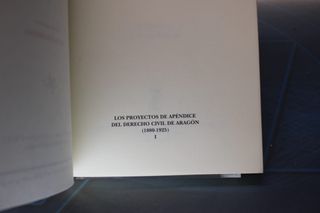 LOS PROYECTOS DE APÉNDICE
DEL DERECHO CIVIL DE ARAGÓN
(1880-1925)
I